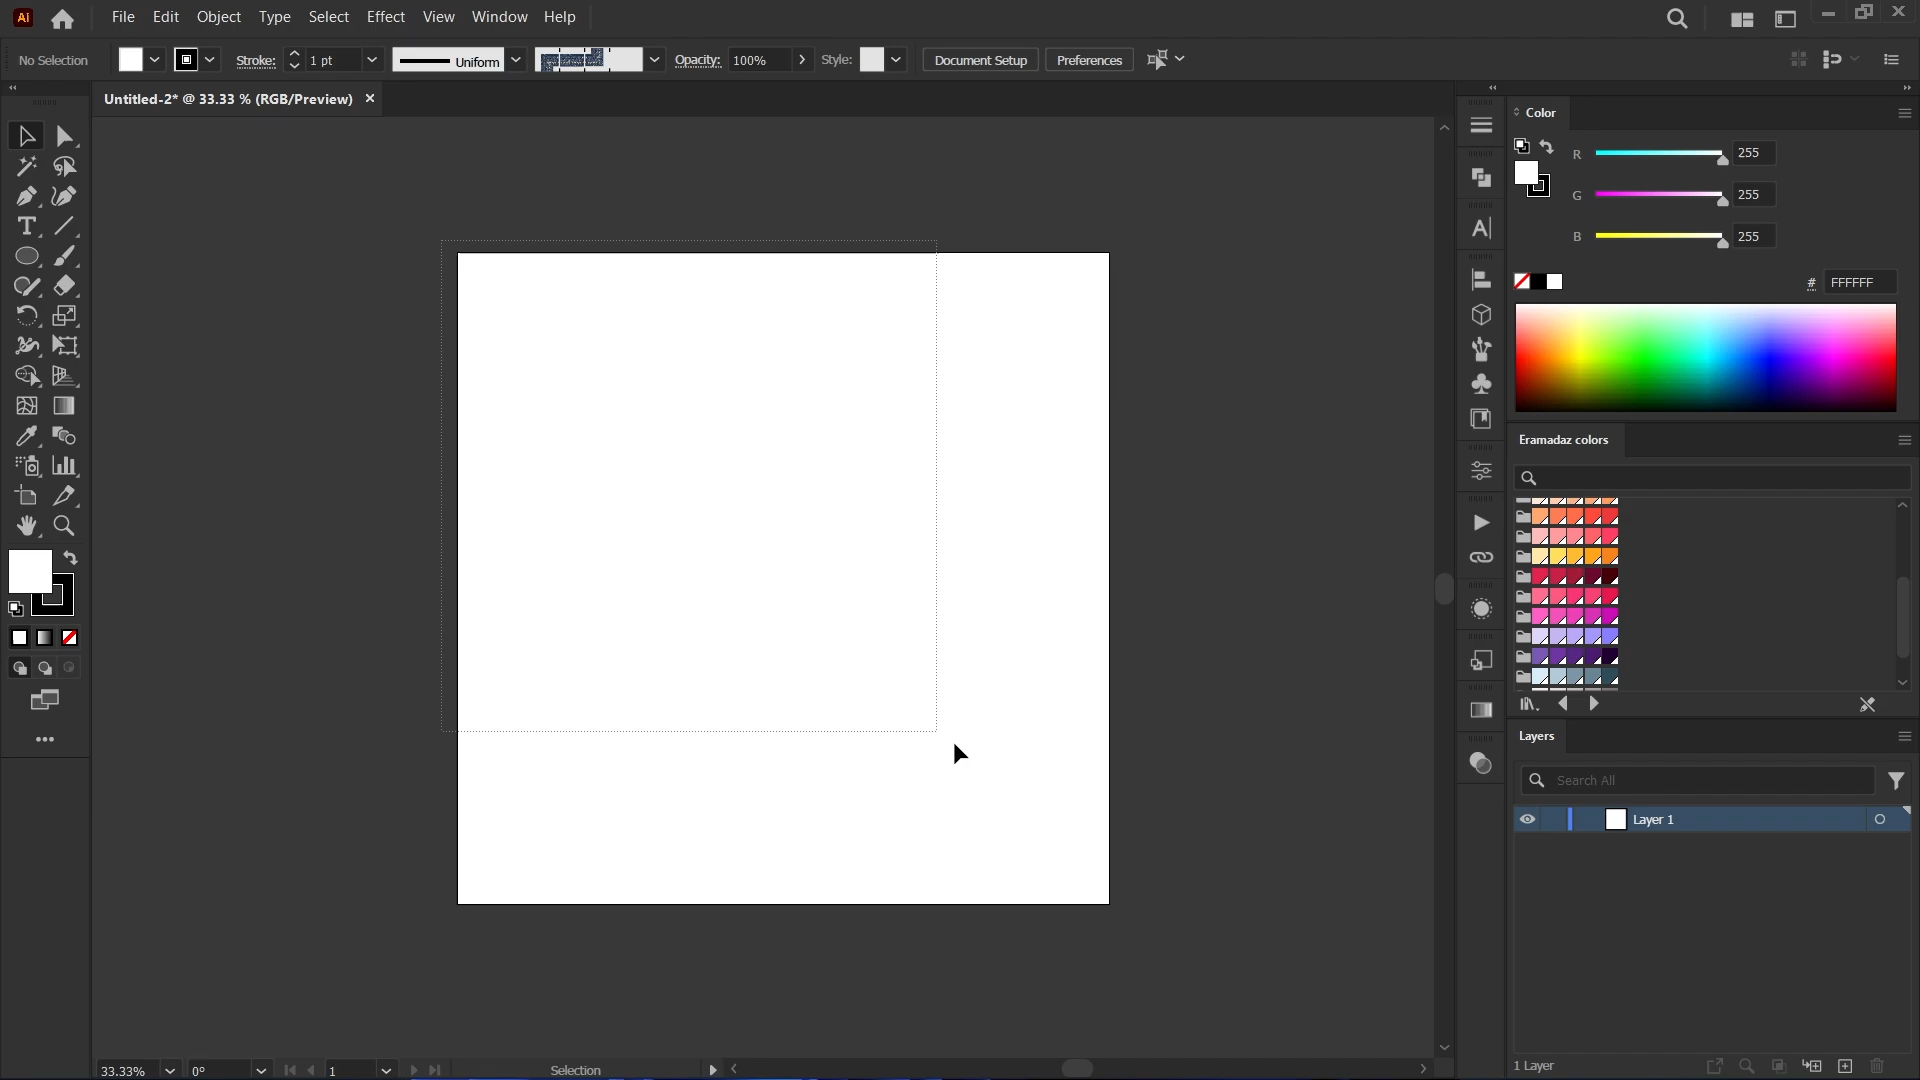 Ai
File Edit Object Type Select Effect View Window Help
No Selection
Stroke: 1 pt
Uniform
Opacity: 100%
Style:
Document Setup
Preferences
Untitled-2* @ 33.33 % (RGB/Preview) ×
Color
R 255
G 255
B 255
# FFFFFF
Eramadaz colors
Layers
Search All
Layer 1
33.33%
0°
1
Selection
1 Layer